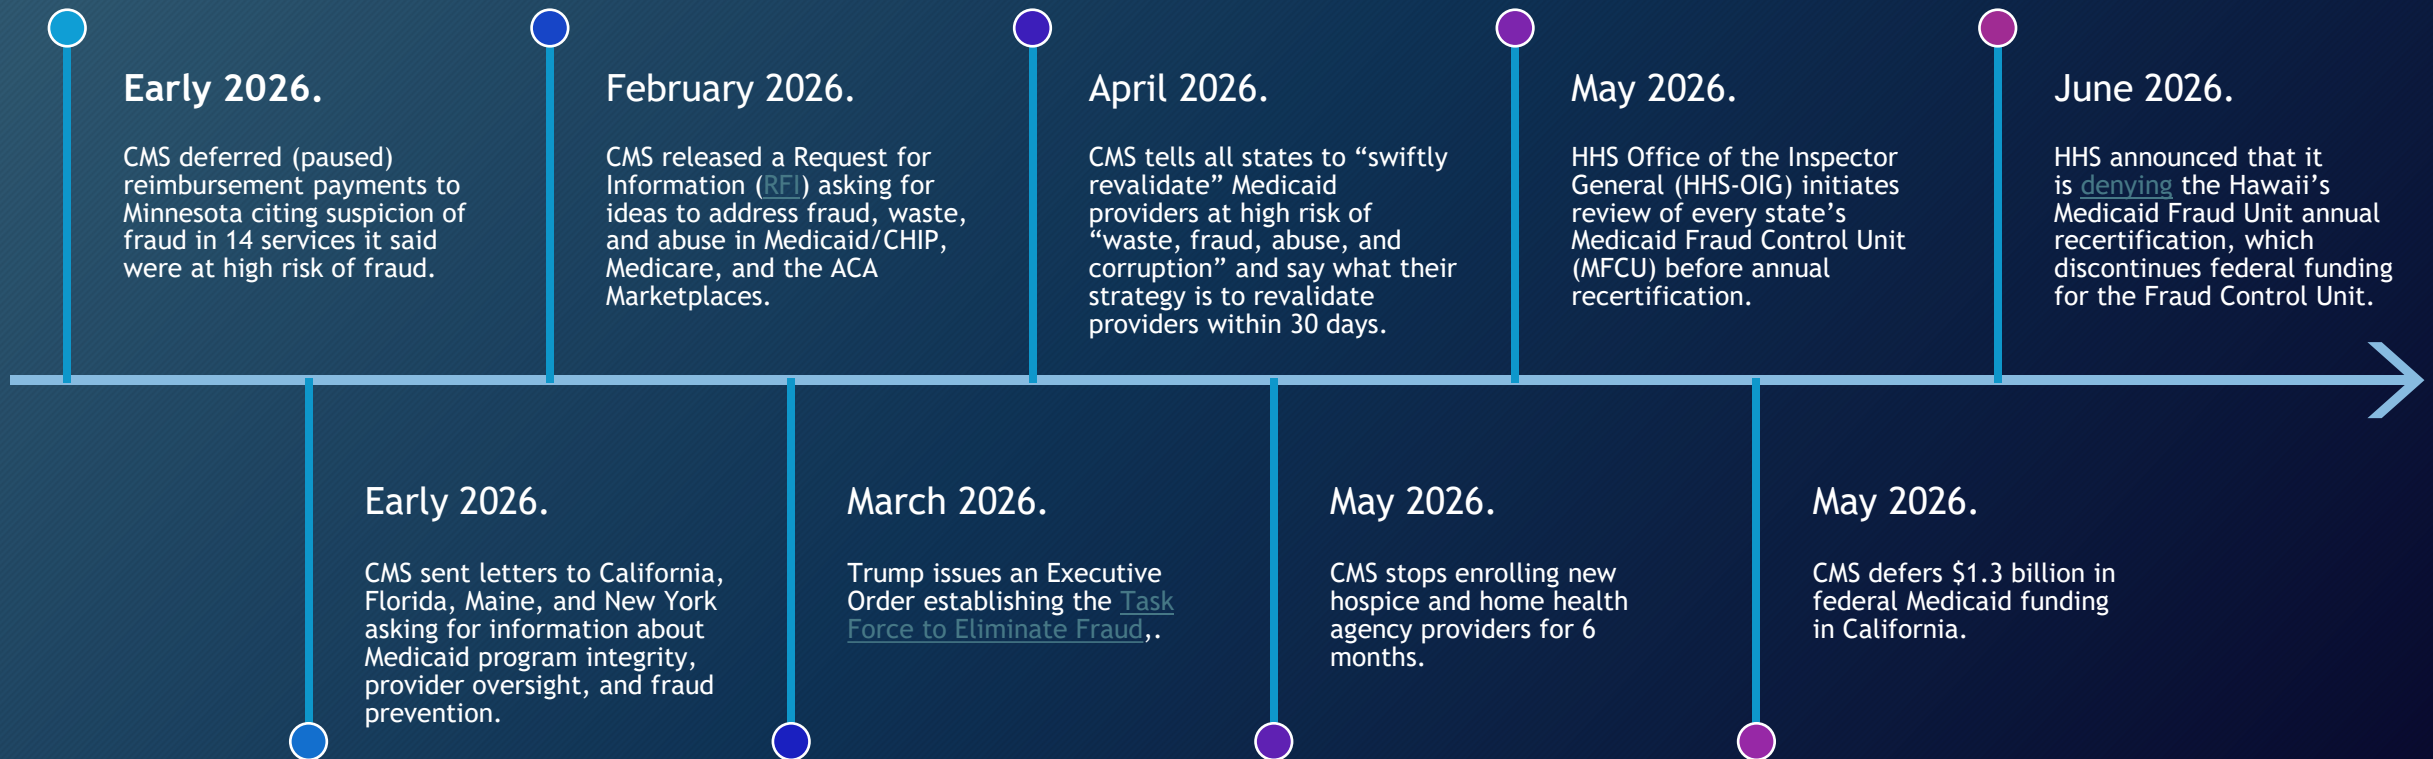 Early 2026.
CMS deferred (paused)
reimbursement payments to
Minnesota citing suspicion of
fraud in 14 services it said
were at high risk of fraud.
Early 2026.
CMS sent letters to California,
Florida, Maine, and New York
asking for information about
Medicaid program integrity,
provider oversight, and fraud
prevention.
February 2026.
CMS released a Request for
Information (RFI) asking for
ideas to address fraud, waste,
and abuse in Medicaid/CHIP,
Medicare, and the ACA
Marketplaces.
March 2026.
Trump issues an Executive
Order establishing the Task
Force to Eliminate Fraud,.
April 2026.
CMS tells all states to “swiftly
revalidate” Medicaid
providers at high risk of
“waste, fraud, abuse, and
corruption” and say what their
strategy is to revalidate
providers within 30 days.
May 2026.
CMS stops enrolling new
hospice and home health
agency providers for 6
months.
May 2026.
HHS Office of the Inspector
General (HHS-OIG) initiates
review of every state’s
Medicaid Fraud Control Unit
(MFCU) before annual
recertification.
May 2026.
CMS defers $1.3 billion in
federal Medicaid funding
in California.
June 2026.
HHS announced that it
is denying the Hawaii’s
Medicaid Fraud Unit annual
recertification, which
discontinues federal funding
for the Fraud Control Unit.